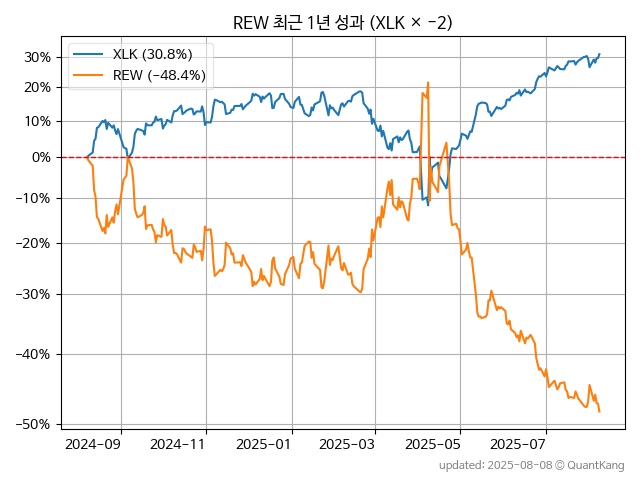 REW 최근 1년 성과 (XLK × −2)
XLK (30.8%)
REW (−48.4%)
30%
20%
10%
0%
−10%
−20%
−30%
−40%
−50%
2024-09 2024-11 2025-01 2025-03 2025-05 2025-07
updated: 2025-08-08 © QuantKang